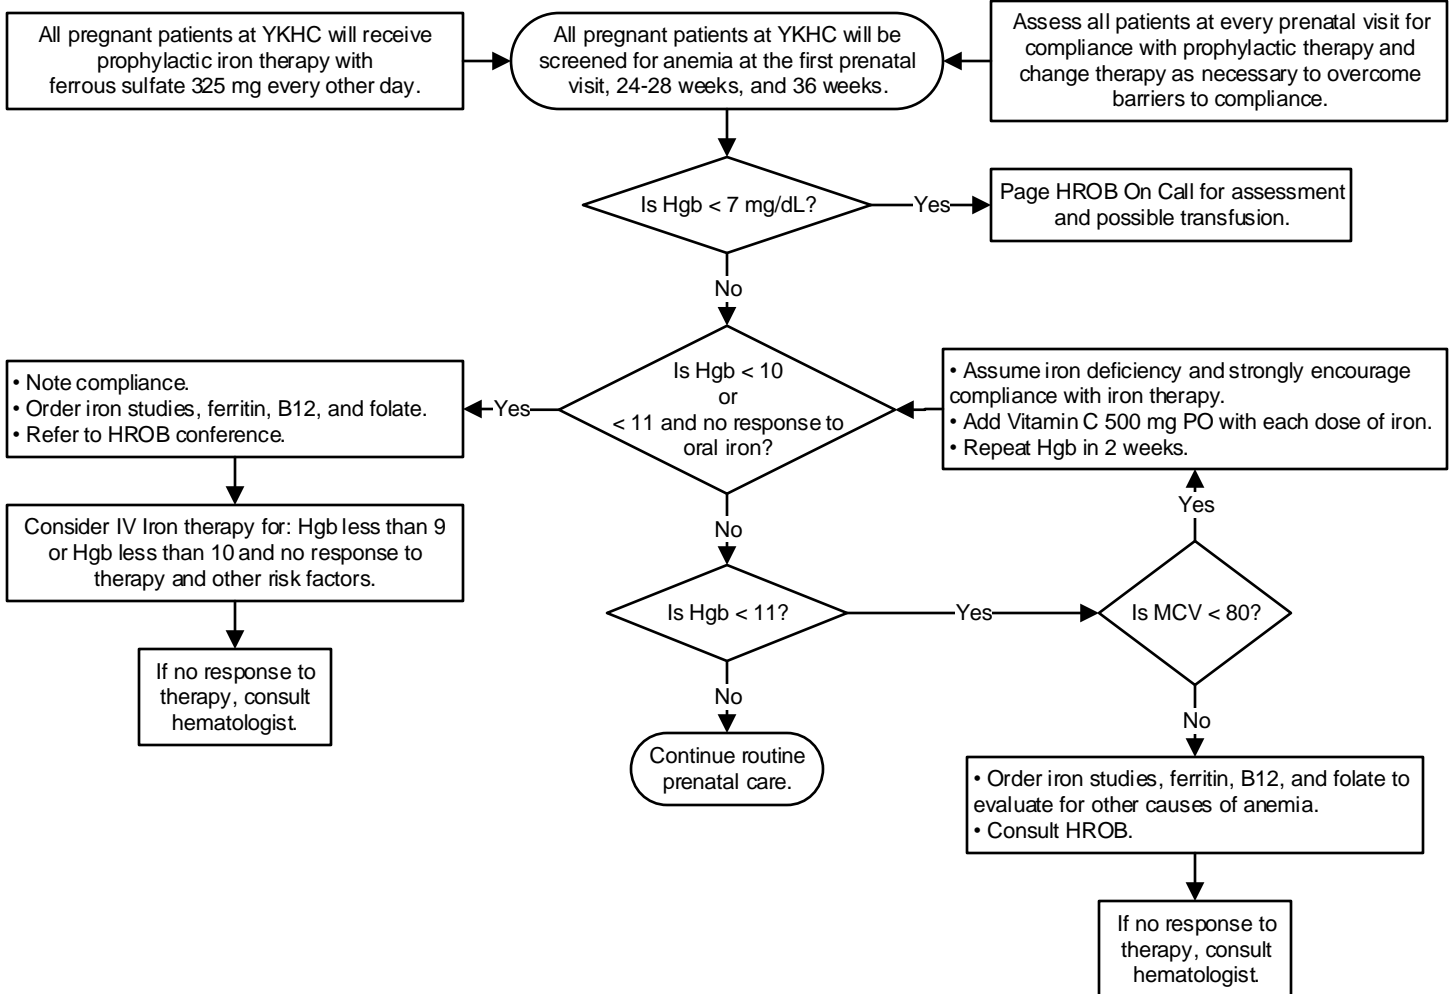 All pregnant patients at YKHC will receive
prophylactic iron therapy with
ferrous sulfate 325 mg every other day.
All pregnant patients at YKHC will be
screened for anemia at the first prenatal
visit, 24-28 weeks, and 36 weeks.
Assess all patients at every prenatal visit for
compliance with prophylactic therapy and
change therapy as necessary to overcome
barriers to compliance.
Is Hgb < 7 mg/dL?
Yes
Page HROB On Call for assessment
and possible transfusion.
No
Is Hgb < 10
or
< 11 and no response to
oral iron?
Yes
• Note compliance.
• Order iron studies, ferritin, B12, and folate.
• Refer to HROB conference.
Consider IV Iron therapy for: Hgb less than 9
or Hgb less than 10 and no response to
therapy and other risk factors.
If no response to
therapy, consult
hematologist.
• Assume iron deficiency and strongly encourage
compliance with iron therapy.
• Add Vitamin C 500 mg PO with each dose of iron.
• Repeat Hgb in 2 weeks.
Yes
No
Is Hgb < 11?
Yes
Is MCV < 80?
No
Continue routine
prenatal care.
No
• Order iron studies, ferritin, B12, and folate to
evaluate for other causes of anemia.
• Consult HROB.
If no response to
therapy, consult
hematologist.